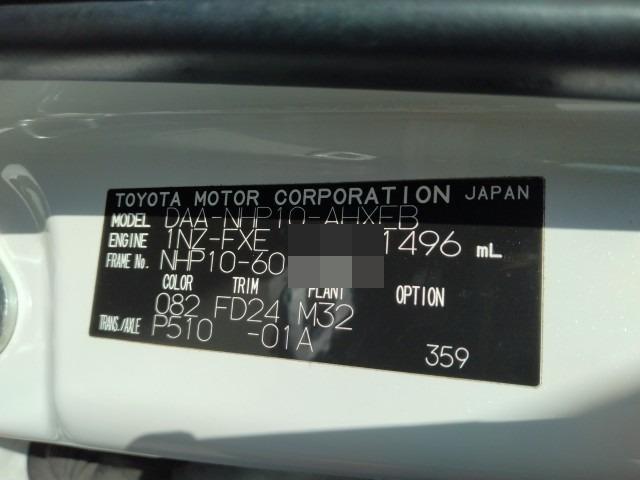 TOYOTA MOTOR CORPORATION JAPAN
MODEL DAA-NHP10-AHXEB
ENGINE 1NZ-FXE 1496 mL
FRAME No. NHP10-60
COLOR TRIM PLANT OPTION
082 FD24 M32
TRANS./AXLE P510 -01A
359